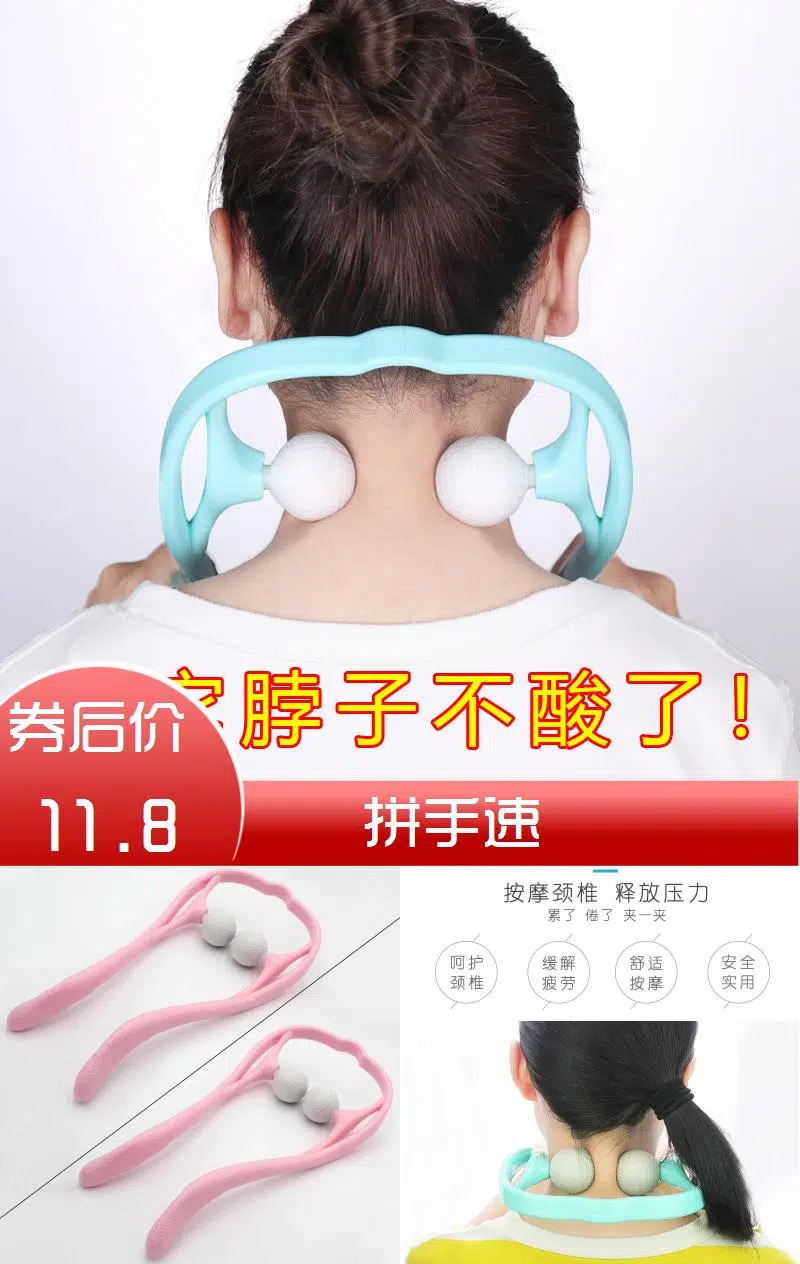 脖子不酸了！
券后价
11.8
拼手速
按摩颈椎 释放压力
累了 倦了 夹一夹
呵护
颈椎
缓解
疲劳
舒适
按摩
安全
实用